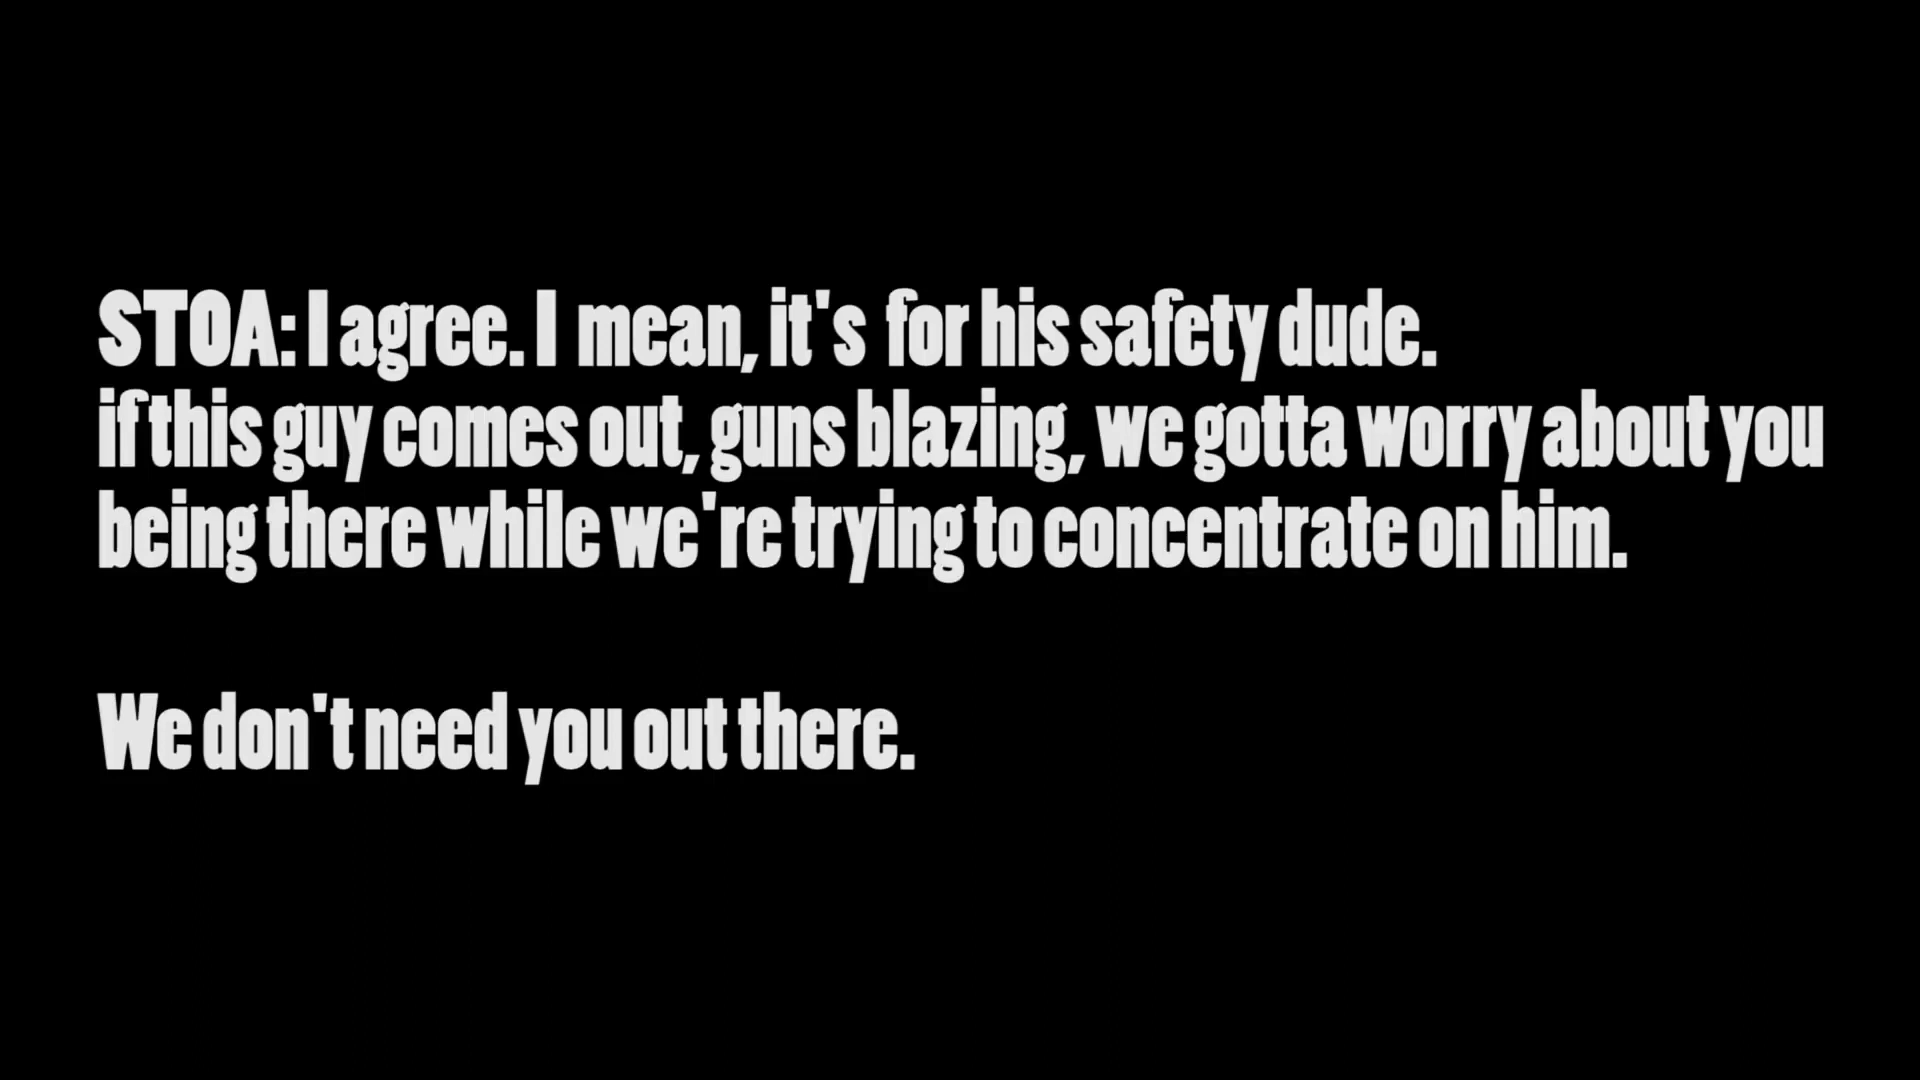 STOA: I agree. I mean, it's for his safety dude.
if this guy comes out, guns blazing, we gotta worry about you
being there while we're trying to concentrate on him.
We don't need you out there.